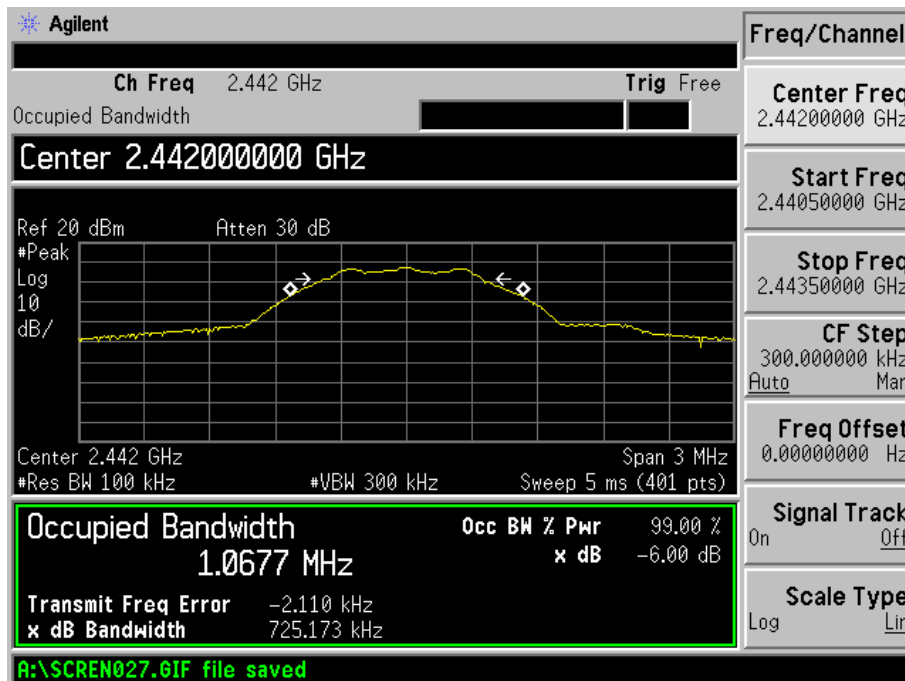 Agilent
Freq/Channel
Ch Freq 2.442 GHz Trig Free
Occupied Bandwidth
Center 2.442000000 GHz
Ref 20 dBm Atten 30 dB
#Peak
Log
10
dB/
Center 2.442 GHz Span 3 MHz
#Res BW 100 kHz #VBW 300 kHz Sweep 5 ms (401 pts)
Occupied Bandwidth
1.0677 MHz
Occ BW % Pwr 99.00 %
x dB -6.00 dB
Transmit Freq Error -2.110 kHz
x dB Bandwidth 725.173 kHz
A:\SCREN027.GIF file saved
Center Freq
2.44200000 GHz
Start Freq
2.44050000 GHz
Stop Freq
2.44350000 GHz
CF Step
300.000000 kHz
Auto Man
Freq Offset
0.00000000 Hz
Signal Track
On Off
Scale Type
Log Lin